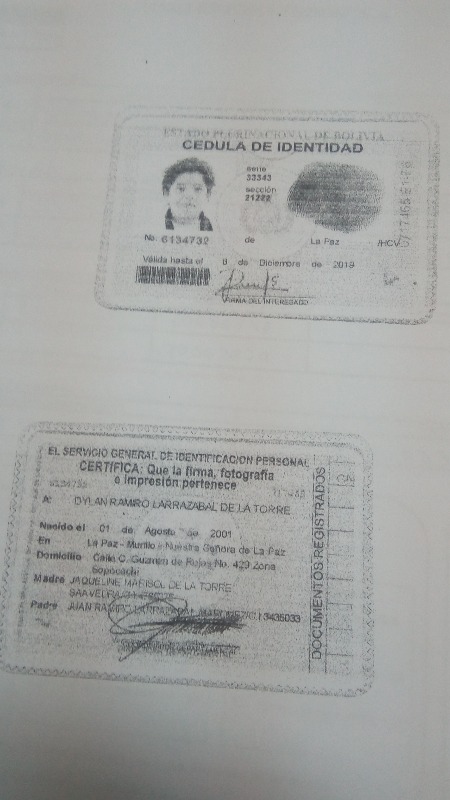 ESTADO PLURINACIONAL DE BOLIVIA
CEDULA DE IDENTIDAD
serie
33343
sección
21222
No. 6134732 de La Paz /HCV
Válida hasta el 8 de Diciembre de 2019
FIRMA DEL INTERESADO
EL SERVICIO GENERAL DE IDENTIFICACION PERSONAL
CERTIFICA: Que la firma, fotografía
e impresión pertenece
A: DYLAN RAMIRO LARRAZABAL DE LA TORRE
Nacido el 01 de Agosto de 2001
En La Paz - Murillo - Nuestra Señora de La Paz
Domicilio Calle C. Guzman de Rojas No. 429 Zona
Sopocachi
Madre JAQUELINE MARISOL DE LA TORRE
SAAVEDRA
Padre JUAN RAMIRO LARRAZABAL 3435033
DOCUMENTOS REGISTRADOS